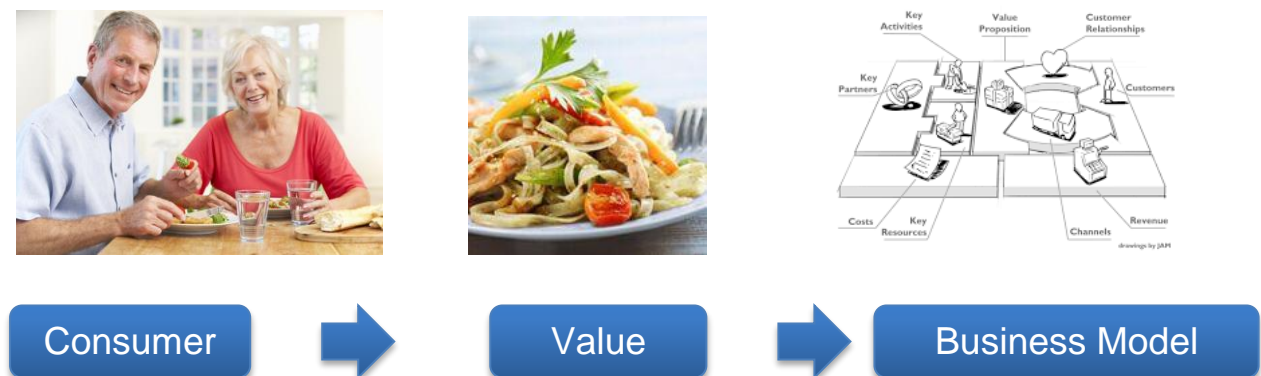 Key
Activities
Value
Proposition
Customer
Relationships
Key
Partners
Customers
Costs
Key
Resources
Channels
Revenue
drawings by JAM
Consumer
Value
Business Model